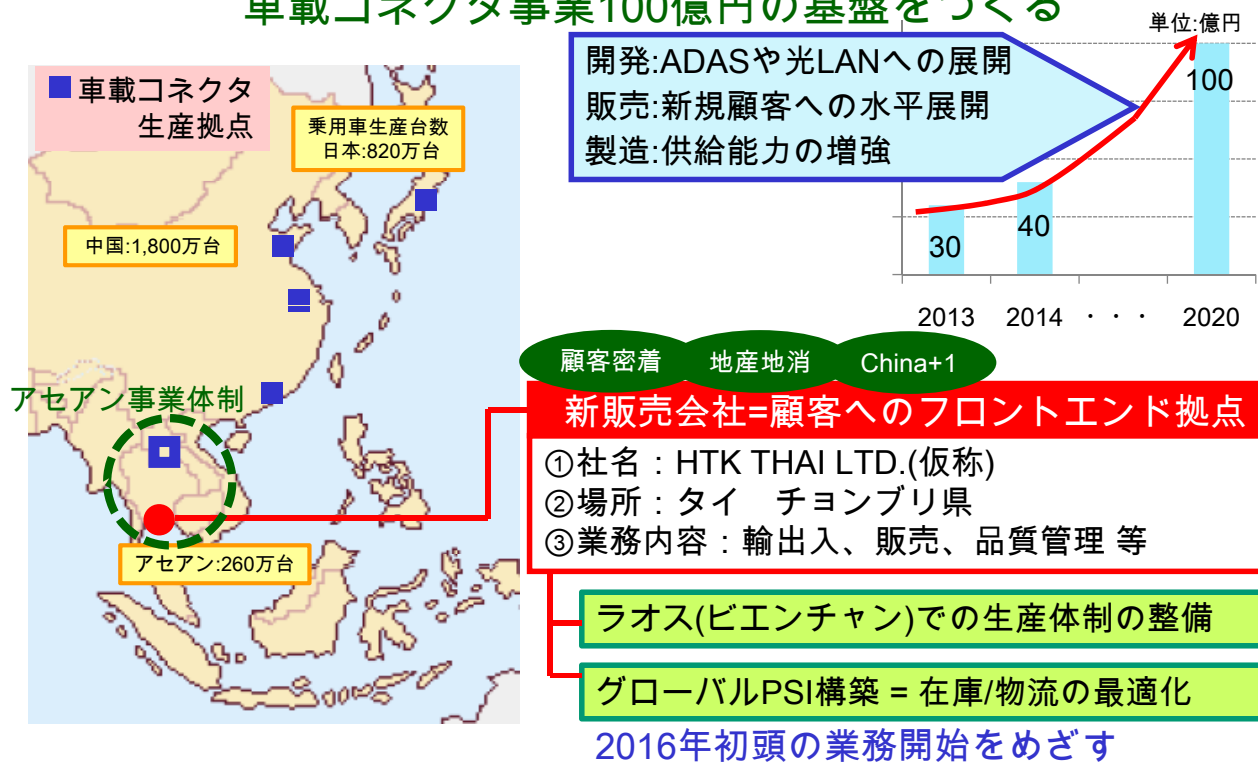 車載コネクタ事業100億円の基盤をつくる
単位:億円
開発:ADASや光LANへの展開
販売:新規顧客への水平展開
製造:供給能力の増強
100
40
30
2013 2014 ・・・ 2020
■車載コネクタ
生産拠点
乗用車生産台数
日本:820万台
中国:1,800万台
アセアン事業体制
アセアン:260万台
顧客密着 地産地消 China+1
新販売会社=顧客へのフロントエンド拠点
①社名：HTK THAI LTD.(仮称)
②場所：タイ　チョンブリ県
③業務内容：輸出入、販売、品質管理 等
ラオス(ビエンチャン)での生産体制の整備
グローバルPSI構築 = 在庫/物流の最適化
2016年初頭の業務開始をめざす